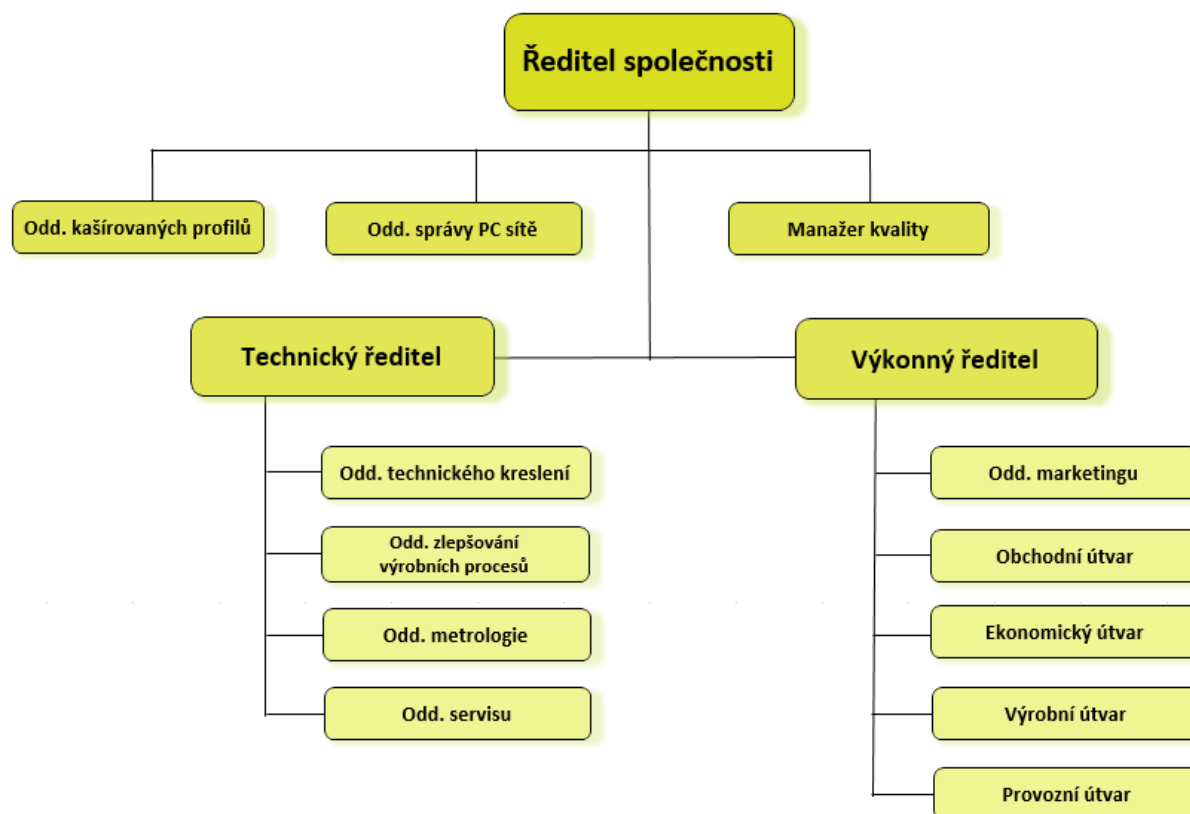 Ředitel společnosti
Odd. kašírovaných profilů
Odd. správy PC sítě
Manažer kvality
Technický ředitel
Výkonný ředitel
Odd. technického kreslení
Odd. zlepšování
výrobních procesů
Odd. metrologie
Odd. servisu
Odd. marketingu
Obchodní útvar
Ekonomický útvar
Výrobní útvar
Provozní útvar